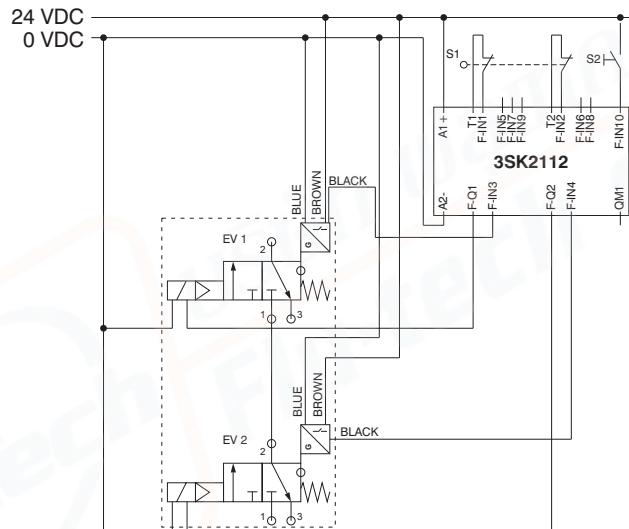 24 VDC
0 VDC
S1
S2
A1+
T1
F-IN1
F-IN5
F-IN7
F-IN9
T2
F-IN2
F-IN6
F-IN8
F-IN10
3SK2112
A2-
F-Q1
F-IN3
F-Q2
F-IN4
QM1
BLUE
BROWN
BLACK
EV 1
2
G
1
3
BLUE
BROWN
BLACK
EV 2
2
G
1
3